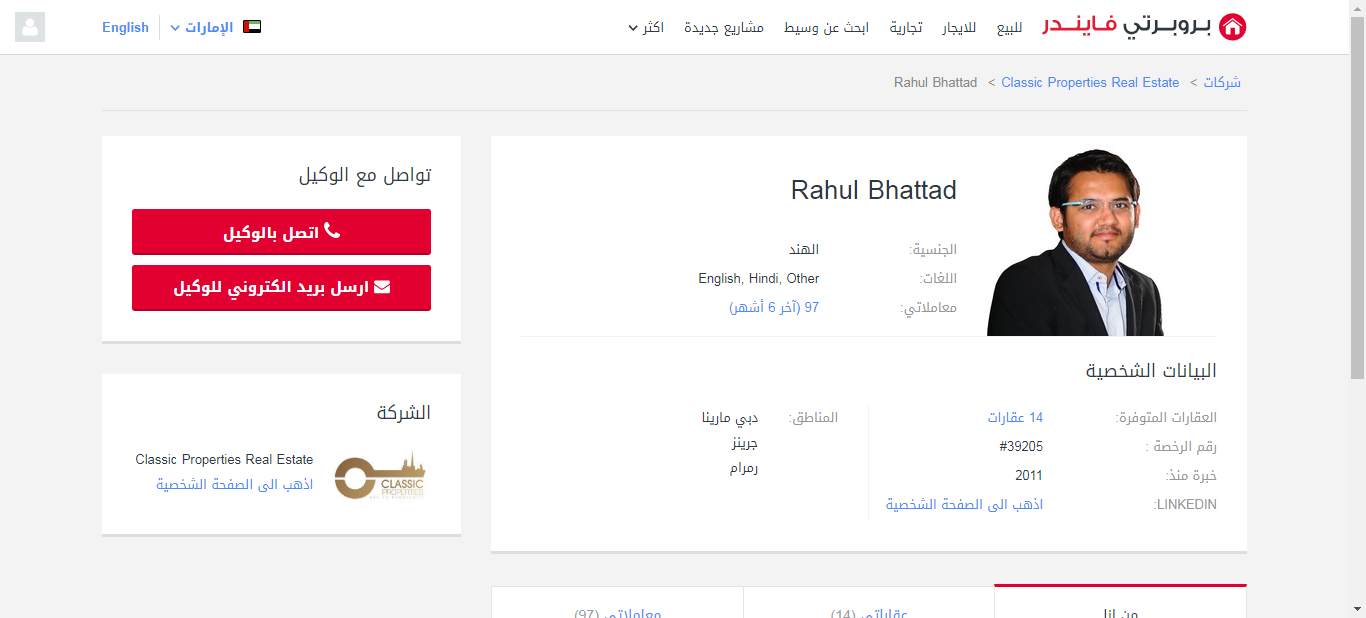 بروبرتي فايندر
للبيع
للايجار
تجارية
ابحث عن وسيط
مشاريع جديدة
اكثر
الإمارات
English
شركات > Classic Properties Real Estate > Rahul Bhattad
Rahul Bhattad
الجنسية: الهند
اللغات: English, Hindi, Other
معاملاتي: 97 (آخر 6 أشهر)
البيانات الشخصية
العقارات المتوفرة: 14 عقارات
رقم الرخصة : 39205#
خبرة منذ: 2011
LINKEDIN: اذهب الى الصفحة الشخصية
المناطق: دبي مارينا
جرينز
رمرام
من انا
عقاراتي (14)
معاملاتي (97)
تواصل مع الوكيل
اتصل بالوكيل
ارسل بريد الكتروني للوكيل
الشركة
CLASSIC
PROPERTIES
Classic Properties Real Estate
اذهب الى الصفحة الشخصية